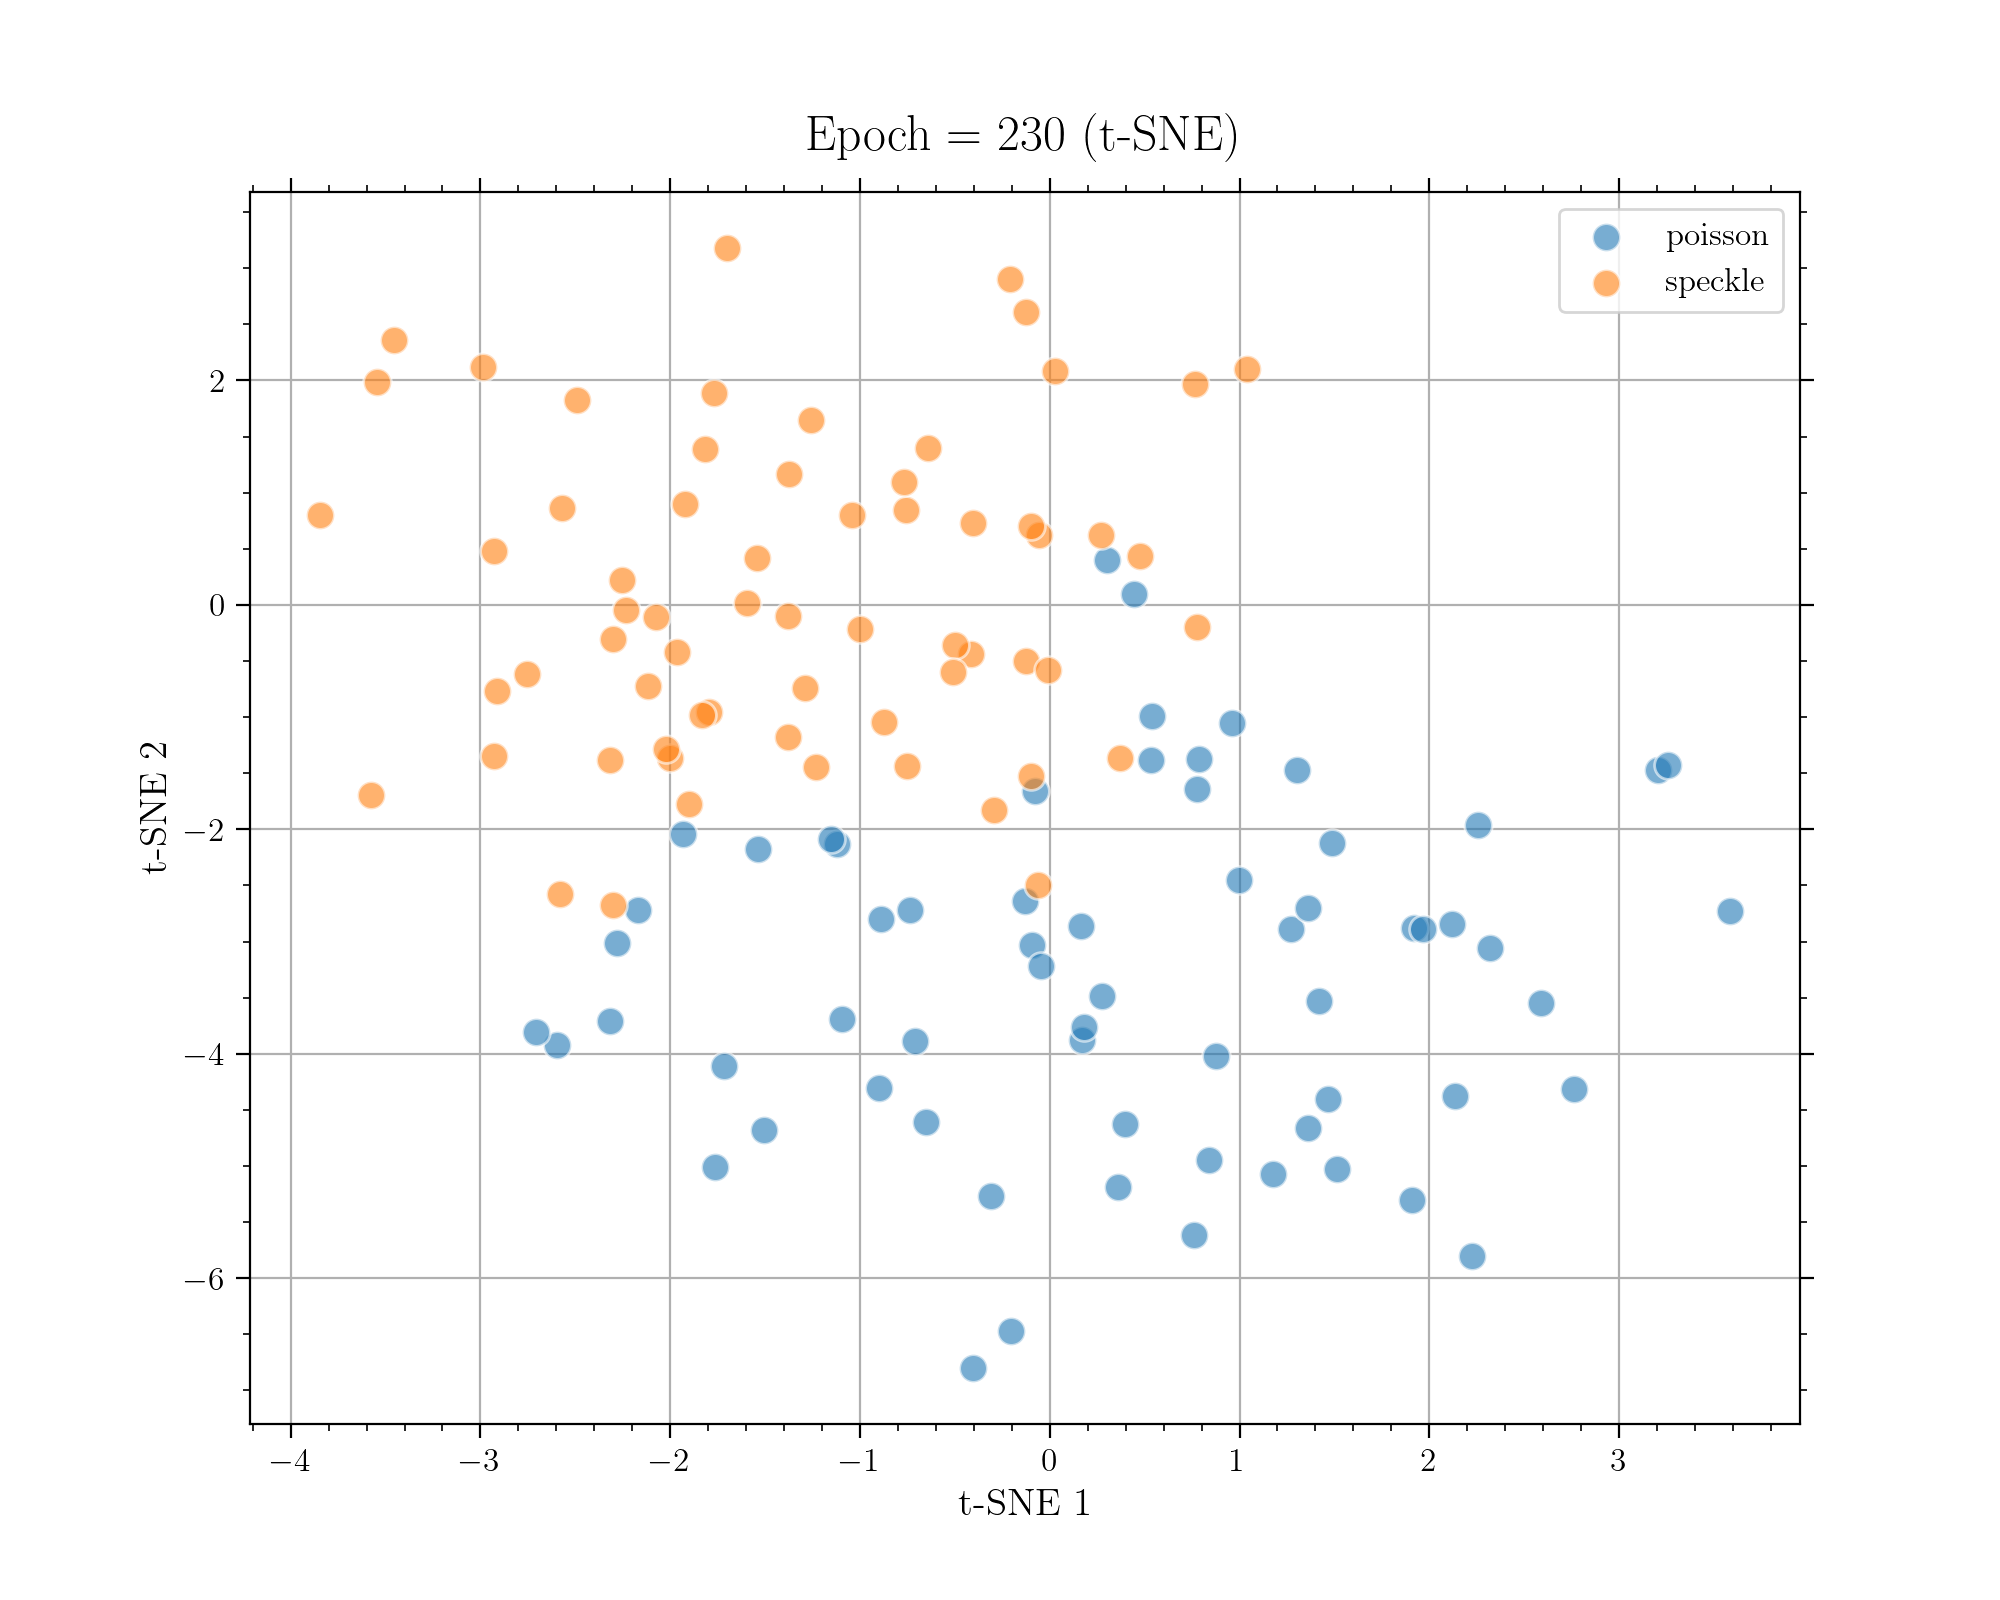 Epoch = 230 (t-SNE)
poisson
speckle
t-SNE 2
2
0
−2
−4
−6
−4 −3 −2 −1 0 1 2 3
t-SNE 1